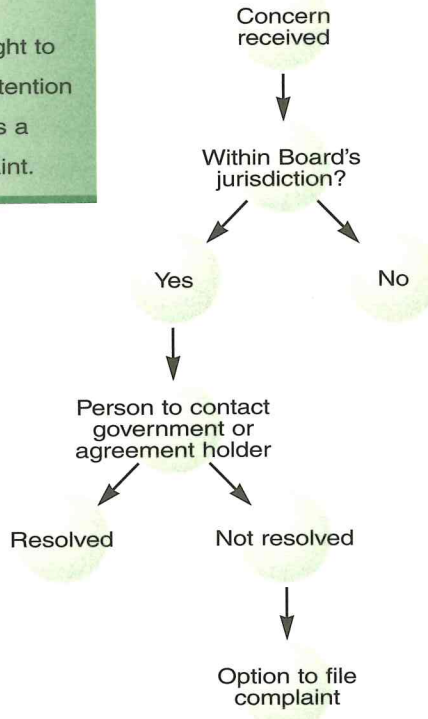 ght to
tention
s a
int.
Concern
received
Within Board's
jurisdiction?
Yes
No
Person to contact
government or
agreement holder
Resolved
Not resolved
Option to file
complaint